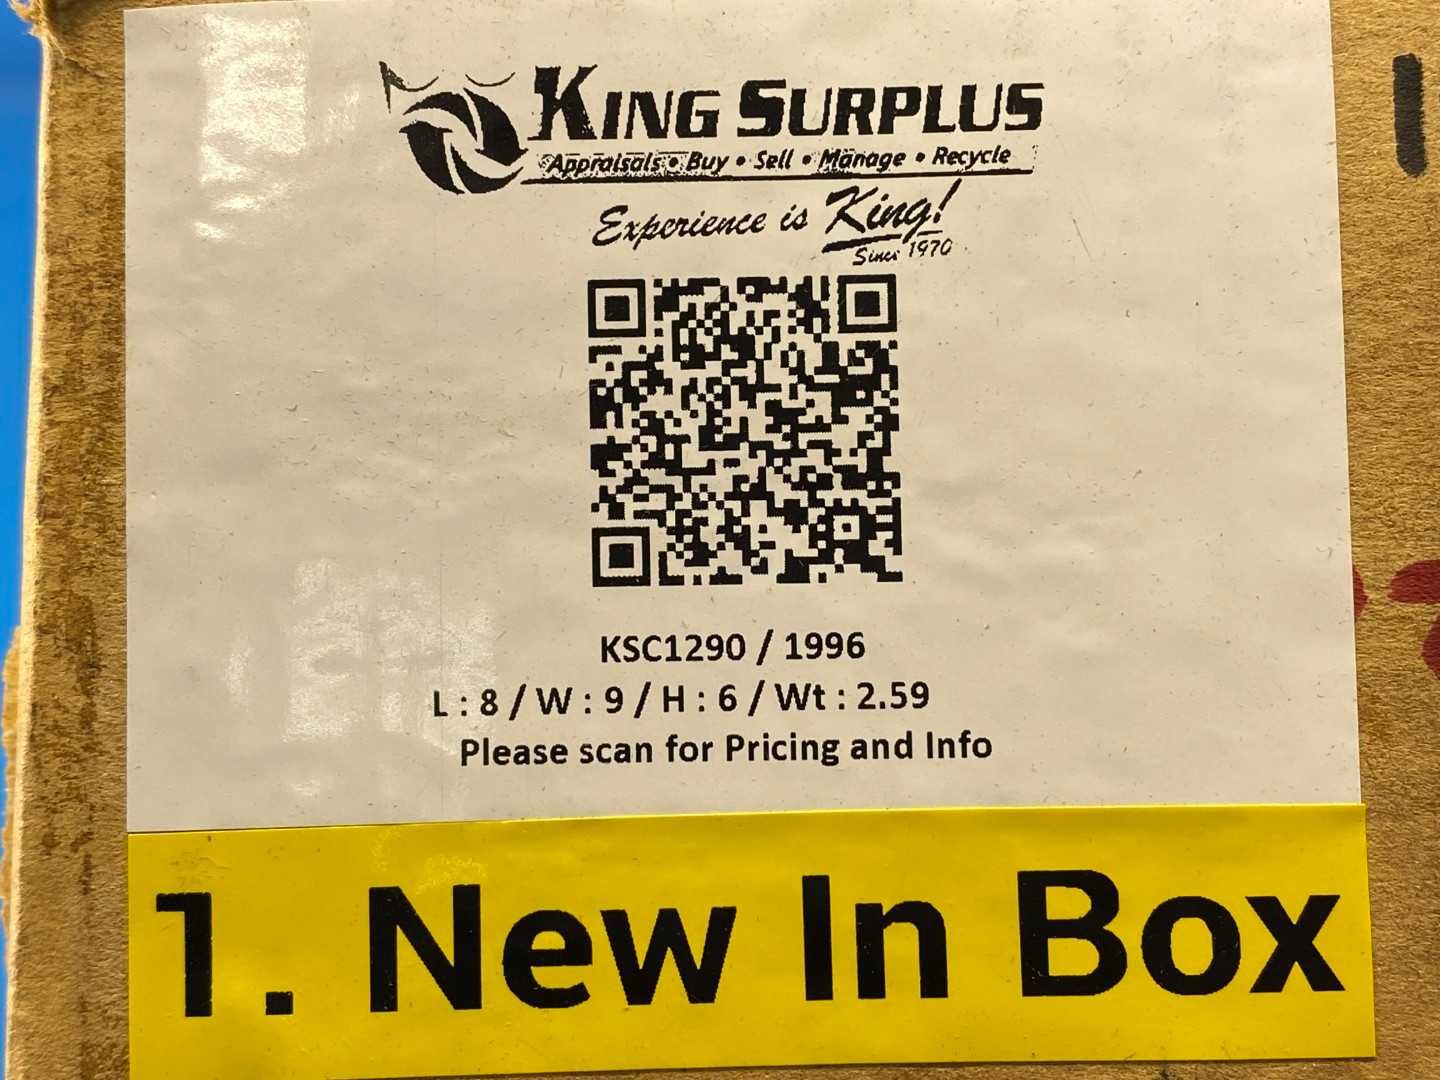 KING SURPLUS
Appraisals • Buy • Sell • Manage • Recycle
Experience is King!
Since 1970
KSC1290 / 1996
L : 8 / W : 9 / H : 6 / Wt : 2.59
Please scan for Pricing and Info
1. New In Box